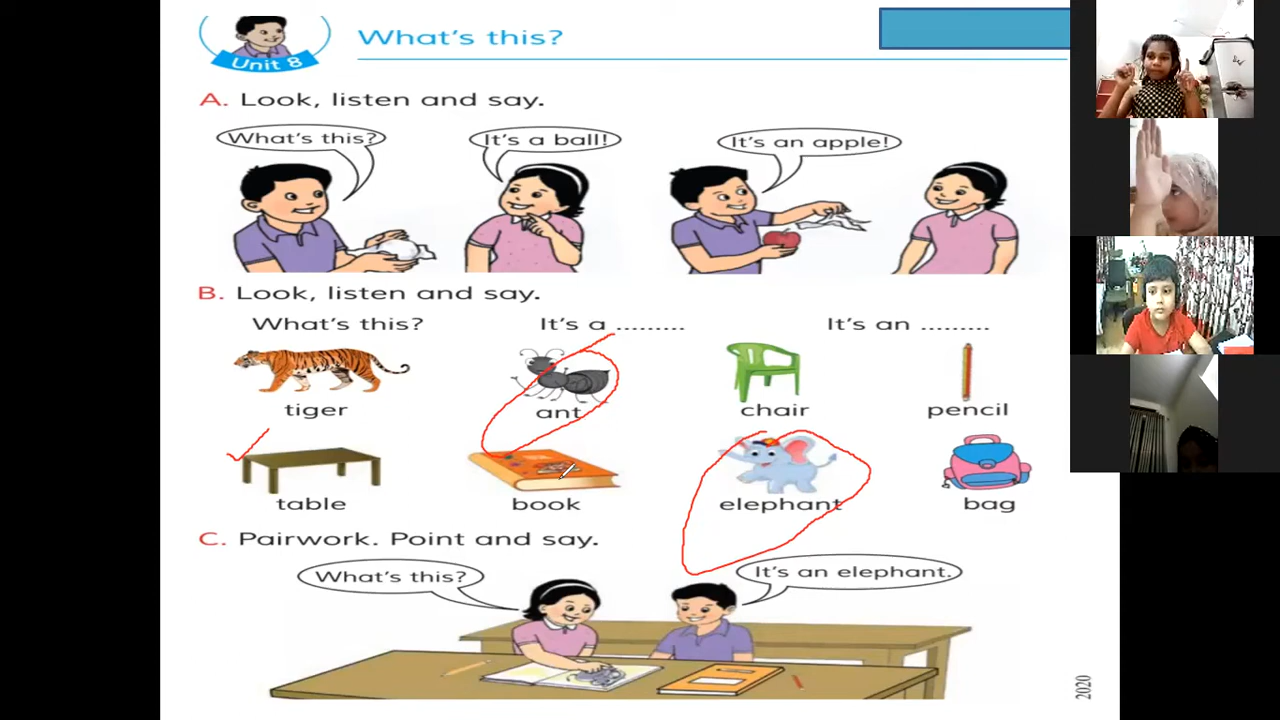 Unit 8
What's this?
A. Look, listen and say.
What's this?
It's a ball!
It's an apple!
B. Look, listen and say.
What's this? It's a ......... It's an .........
tiger ant chair pencil
table book elephant bag
C. Pairwork. Point and say.
What's this?
It's an elephant.
2020